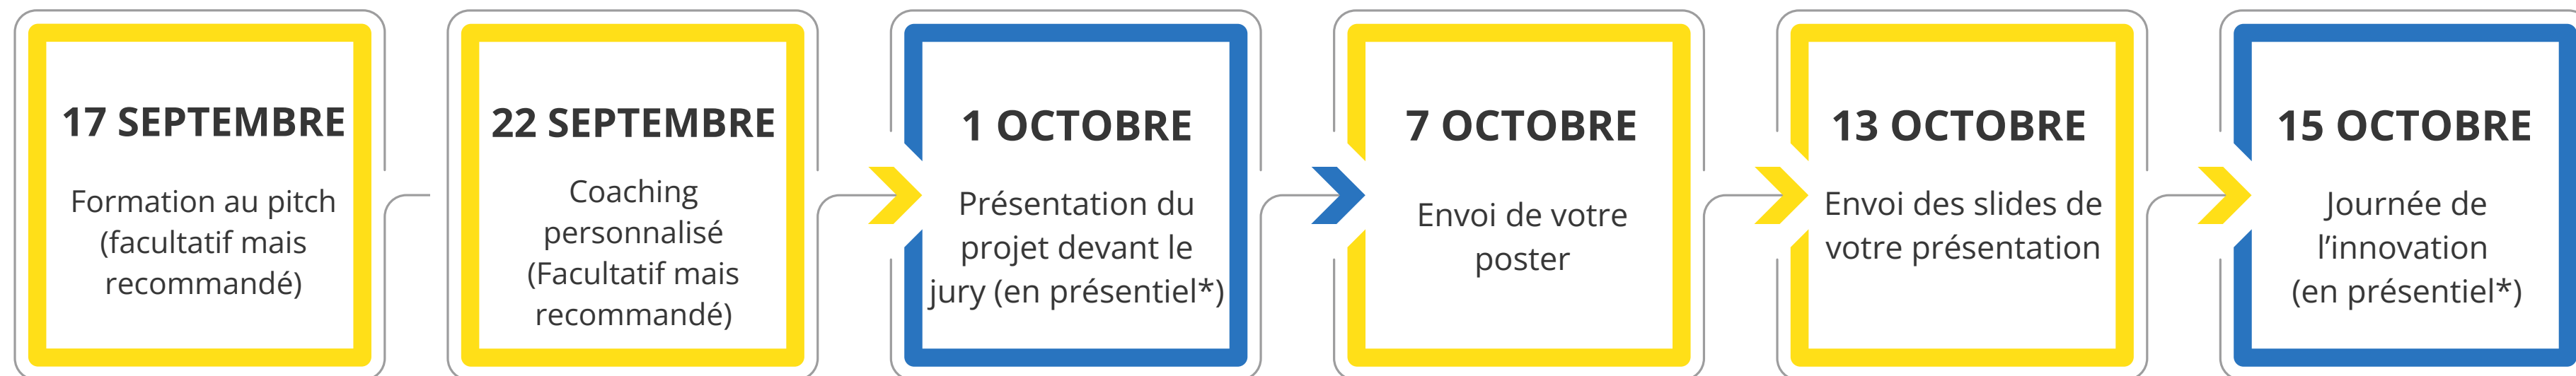 17 SEPTEMBRE
Formation au pitch
(facultatif mais
recommandé)
22 SEPTEMBRE
Coaching
personnalisé
(Facultatif mais
recommandé)
1 OCTOBRE
Présentation du
projet devant le
jury (en présentiel*)
7 OCTOBRE
Envoi de votre
poster
13 OCTOBRE
Envoi des slides de
votre présentation
15 OCTOBRE
Journée de
l’innovation
(en présentiel*)